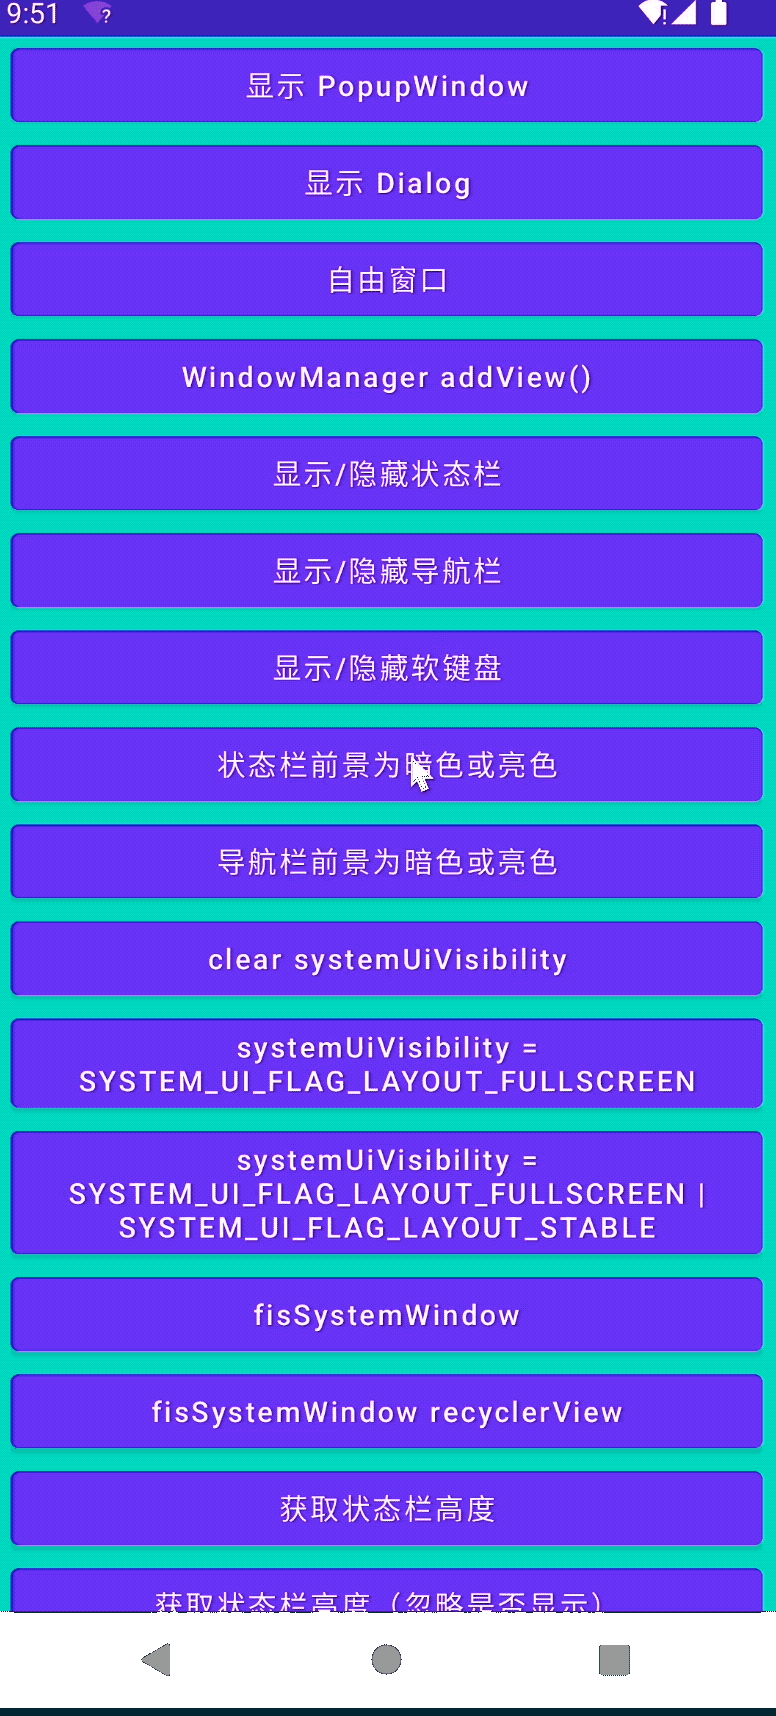 9:51
显示 PopupWindow
显示 Dialog
自由窗口
WindowManager addView()
显示/隐藏状态栏
显示/隐藏导航栏
显示/隐藏软键盘
状态栏前景为暗色或亮色
导航栏前景为暗色或亮色
clear systemUiVisibility
systemUiVisibility =
SYSTEM_UI_FLAG_LAYOUT_FULLSCREEN
systemUiVisibility =
SYSTEM_UI_FLAG_LAYOUT_FULLSCREEN |
SYSTEM_UI_FLAG_LAYOUT_STABLE
fisSystemWindow
fisSystemWindow recyclerView
获取状态栏高度
获取状态栏高度（忽略是否显示）